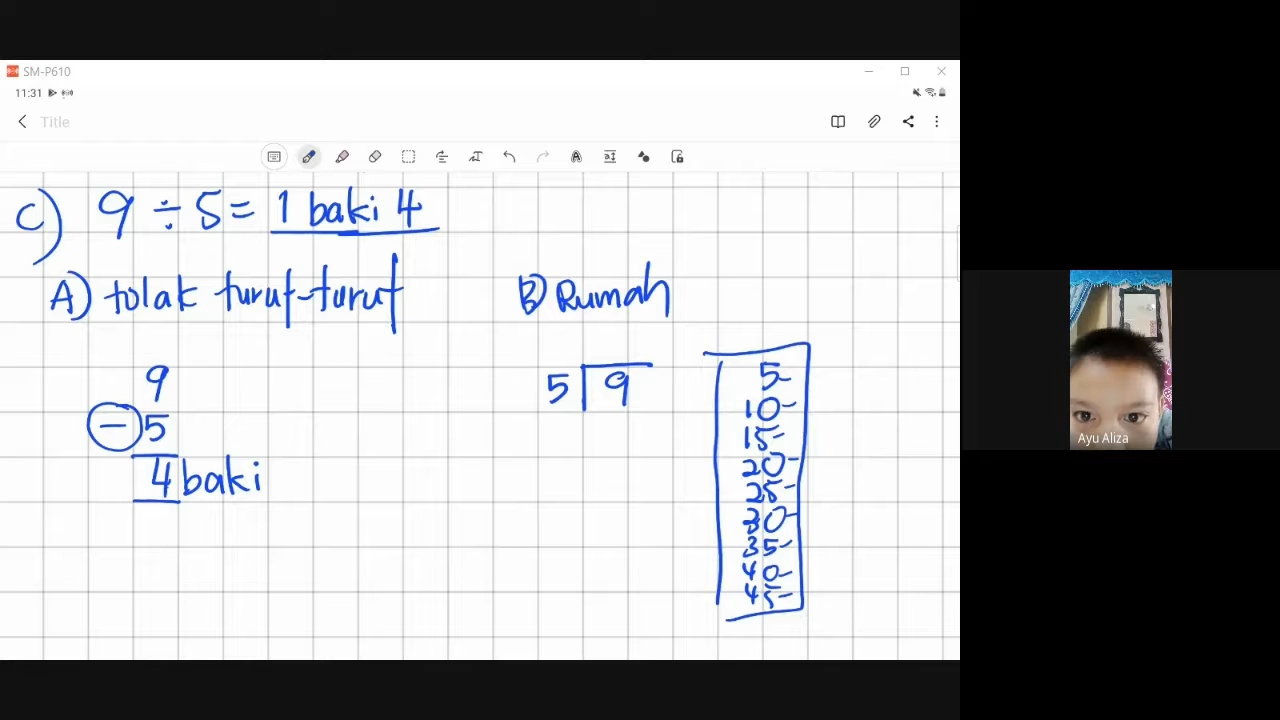 SM-P610
11:31
Title
C) 9 ÷ 5 = 1 baki 4
A) tolak turut-turut
B) Rumah
9
- 5
4 baki
5 9
5
10
15
20
25
30
35
40
45
Ayu Aliza